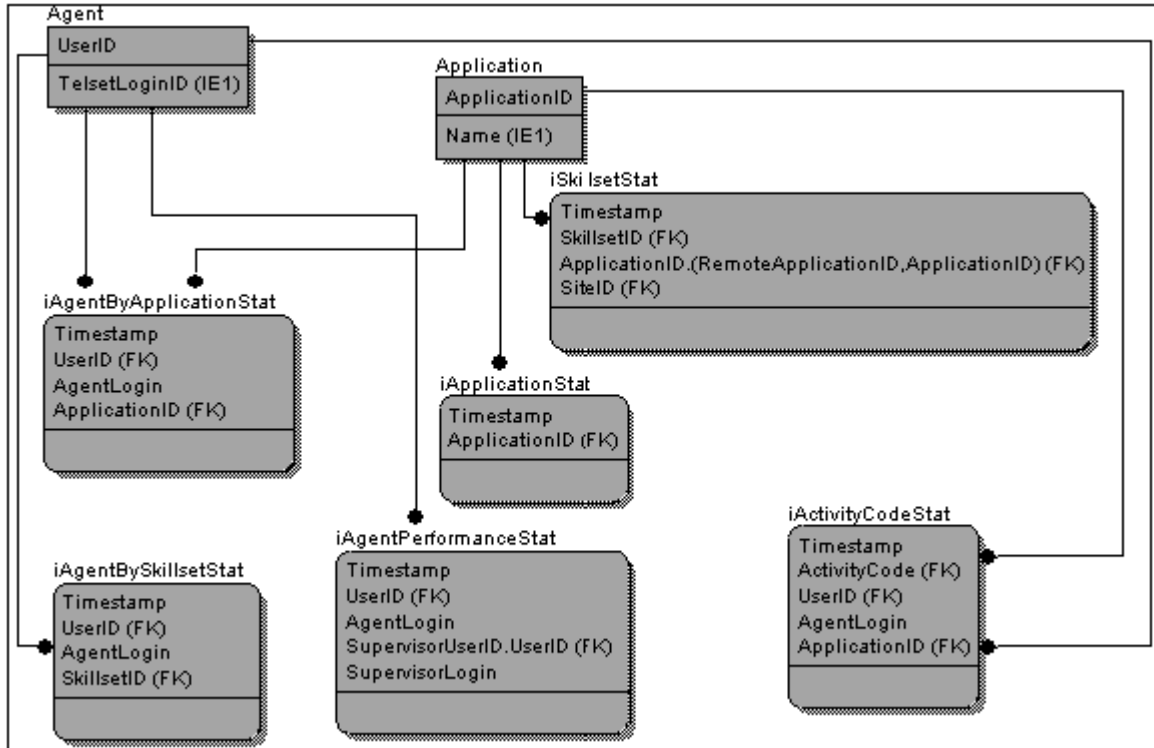 Agent
UserID
TelsetLoginID (IE1)
Application
ApplicationID
Name (IE1)
iSkillsetStat
Timestamp
SkillsetID (FK)
ApplicationID.(RemoteApplicationID,ApplicationID) (FK)
SiteID (FK)
iAgentByApplicationStat
Timestamp
UserID (FK)
AgentLogin
ApplicationID (FK)
iApplicationStat
Timestamp
ApplicationID (FK)
iAgentBySkillsetStat
Timestamp
UserID (FK)
AgentLogin
SkillsetID (FK)
iAgentPerformanceStat
Timestamp
UserID (FK)
AgentLogin
SupervisorUserID.UserID (FK)
SupervisorLogin
iActivityCodeStat
Timestamp
ActivityCode (FK)
UserID (FK)
AgentLogin
ApplicationID (FK)